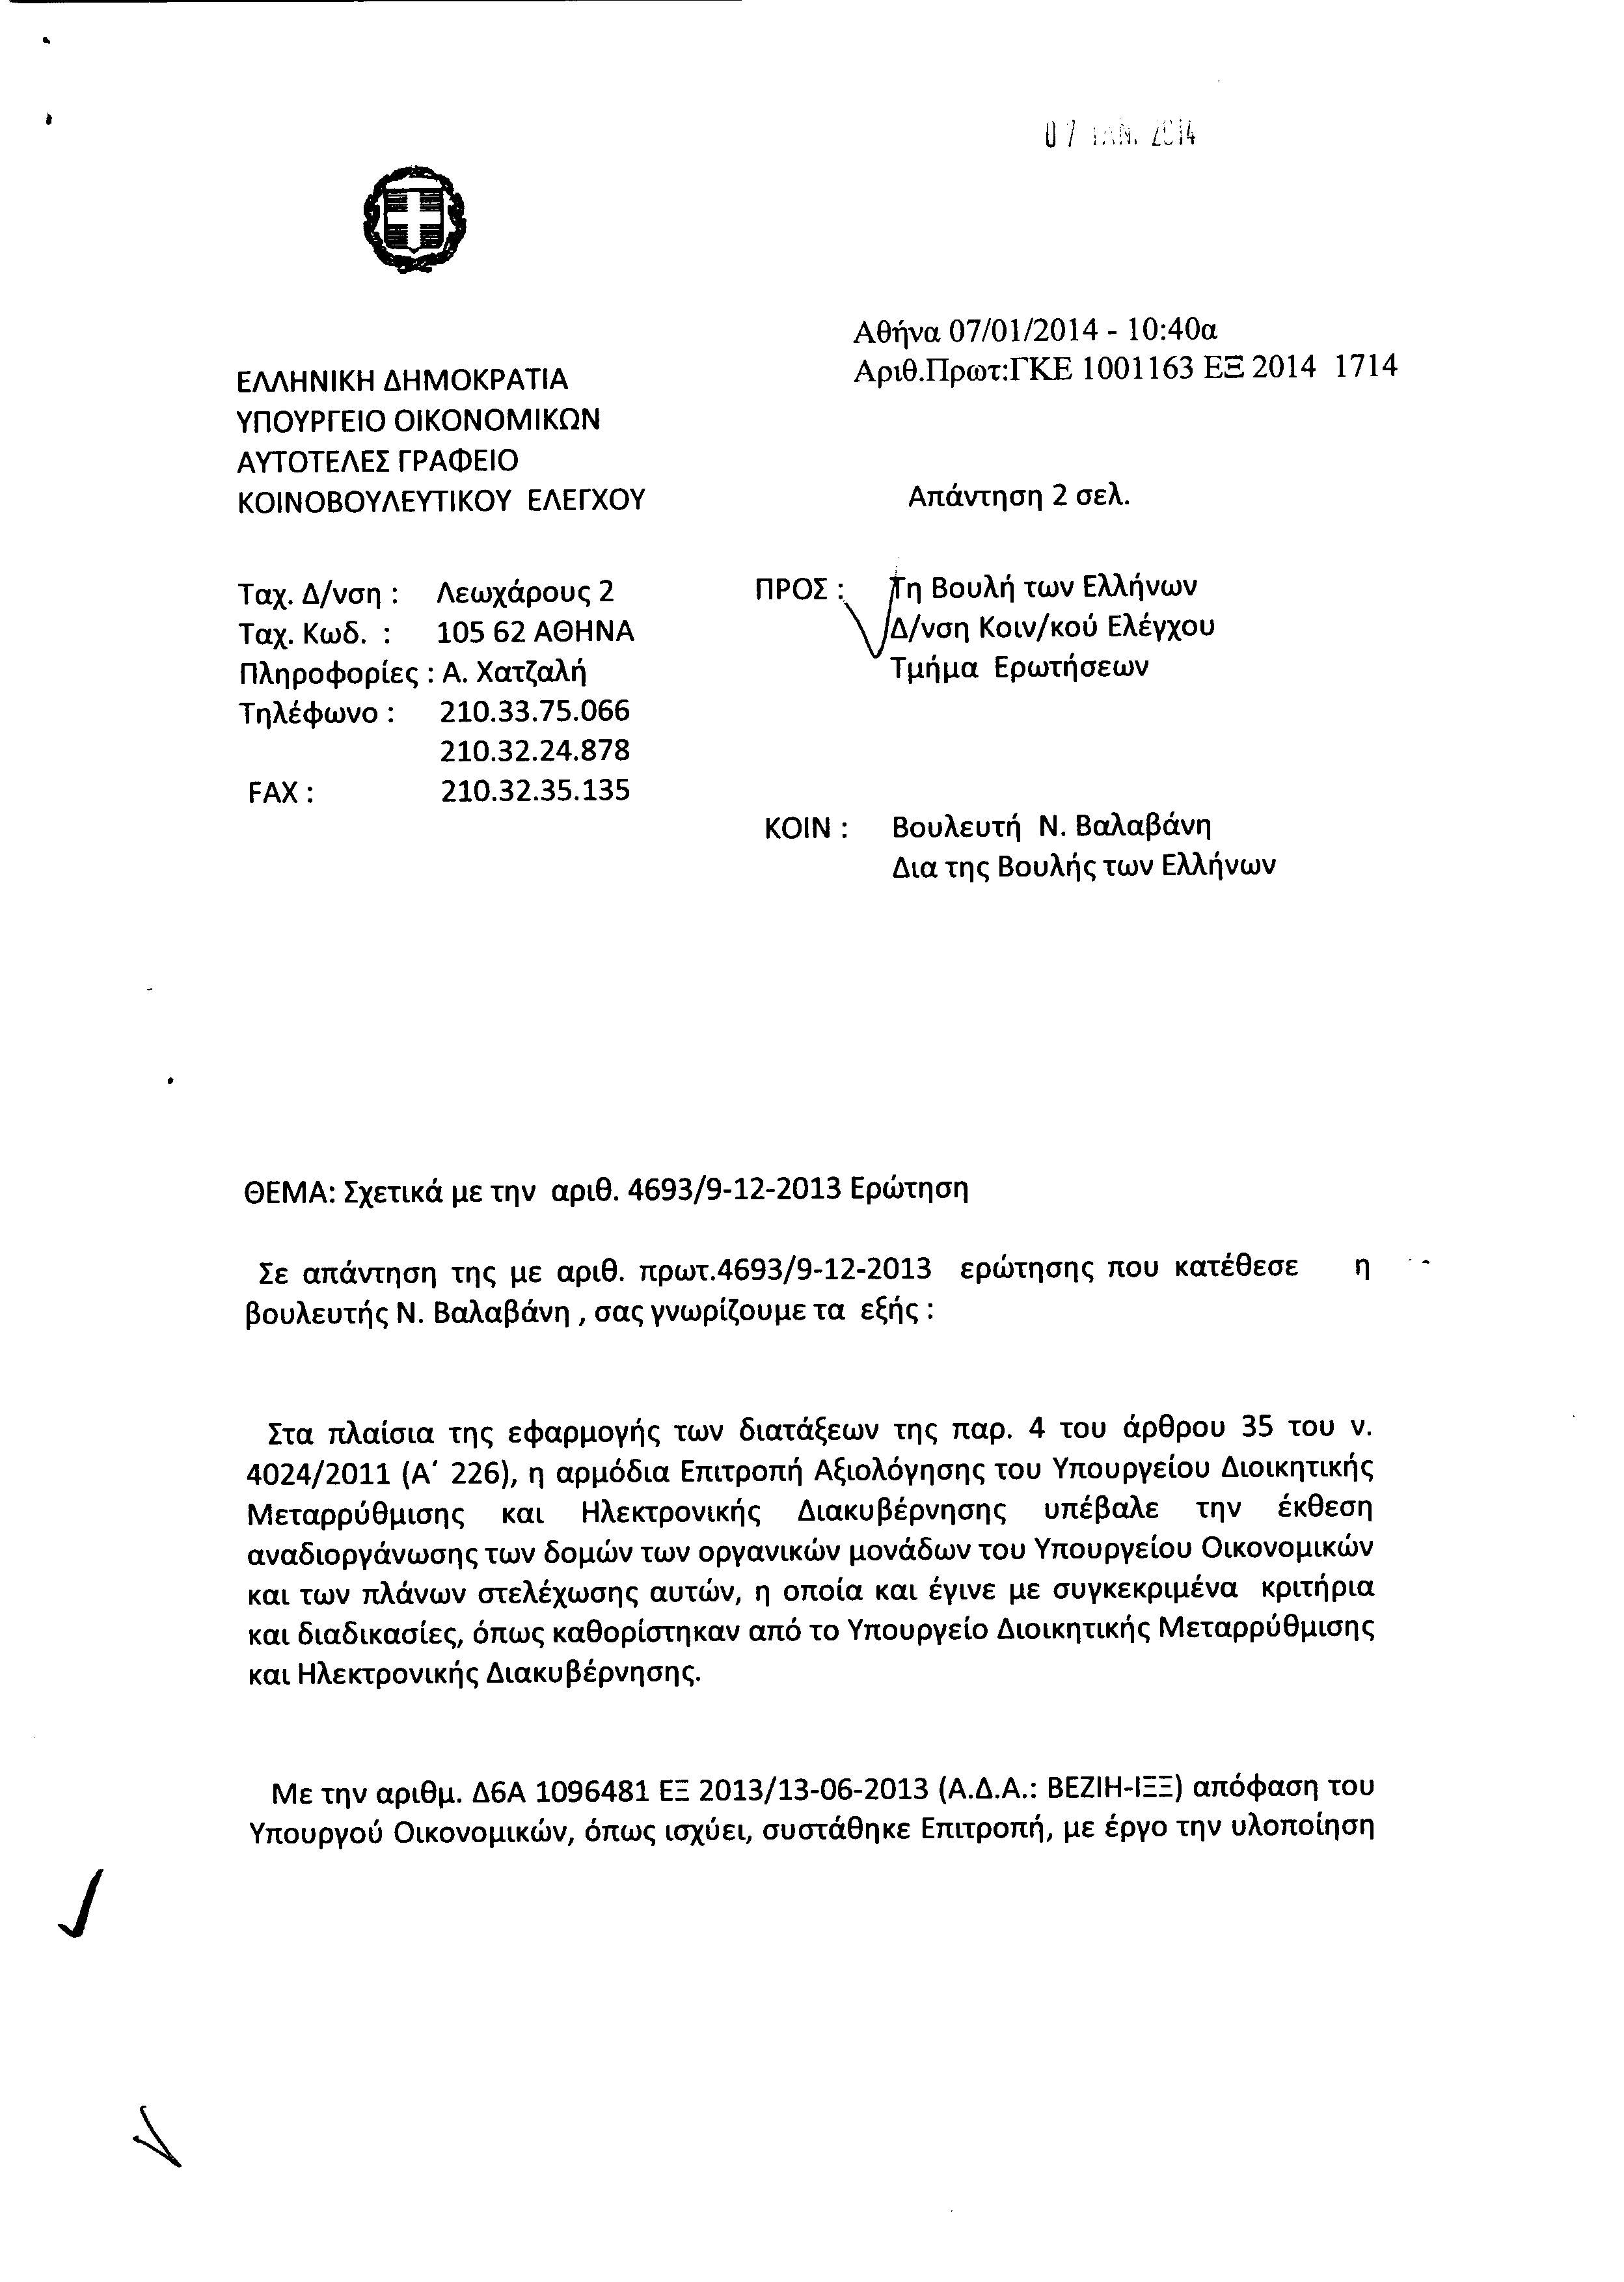 07 ΙΑΝ. 2014
Αθήνα 07/01/2014 - 10:40α
Αριθ.Πρωτ:ΓΚΕ 1001163 ΕΞ 2014 1714
ΕΛΛΗΝΙΚΗ ΔΗΜΟΚΡΑΤΙΑ
ΥΠΟΥΡΓΕΙΟ ΟΙΚΟΝΟΜΙΚΩΝ
ΑΥΤΟΤΕΛΕΣ ΓΡΑΦΕΙΟ
ΚΟΙΝΟΒΟΥΛΕΥΤΙΚΟΥ ΕΛΕΓΧΟΥ
Απάντηση 2 σελ.
Ταχ. Δ/νση : Λεωχάρους 2
Ταχ. Κωδ. : 105 62 ΑΘΗΝΑ
Πληροφορίες : Α. Χατζαλή
Τηλέφωνο : 210.33.75.066
210.32.24.878
FAX : 210.32.35.135
ΠΡΟΣ : Τη Βουλή των Ελλήνων
Δ/νση Κοιν/κού Ελέγχου
Τμήμα Ερωτήσεων
ΚΟΙΝ : Βουλευτή Ν. Βαλαβάνη
Δια της Βουλής των Ελλήνων
ΘΕΜΑ: Σχετικά με την αριθ. 4693/9-12-2013 Ερώτηση
Σε απάντηση της με αριθ. πρωτ.4693/9-12-2013 ερώτησης που κατέθεσε η
βουλευτής Ν. Βαλαβάνη , σας γνωρίζουμε τα εξής :
Στα πλαίσια της εφαρμογής των διατάξεων της παρ. 4 του άρθρου 35 του ν.
4024/2011 (Α΄ 226), η αρμόδια Επιτροπή Αξιολόγησης του Υπουργείου Διοικητικής
Μεταρρύθμισης και Ηλεκτρονικής Διακυβέρνησης υπέβαλε την έκθεση
αναδιοργάνωσης των δομών των οργανικών μονάδων του Υπουργείου Οικονομικών
και των πλάνων στελέχωσης αυτών, η οποία και έγινε με συγκεκριμένα κριτήρια
και διαδικασίες, όπως καθορίστηκαν από το Υπουργείο Διοικητικής Μεταρρύθμισης
και Ηλεκτρονικής Διακυβέρνησης.
Με την αριθμ. Δ6Α 1096481 ΕΞ 2013/13-06-2013 (Α.Δ.Α.: ΒΕΖΙΗ-ΙΞΞ) απόφαση του
Υπουργού Οικονομικών, όπως ισχύει, συστάθηκε Επιτροπή, με έργο την υλοποίηση